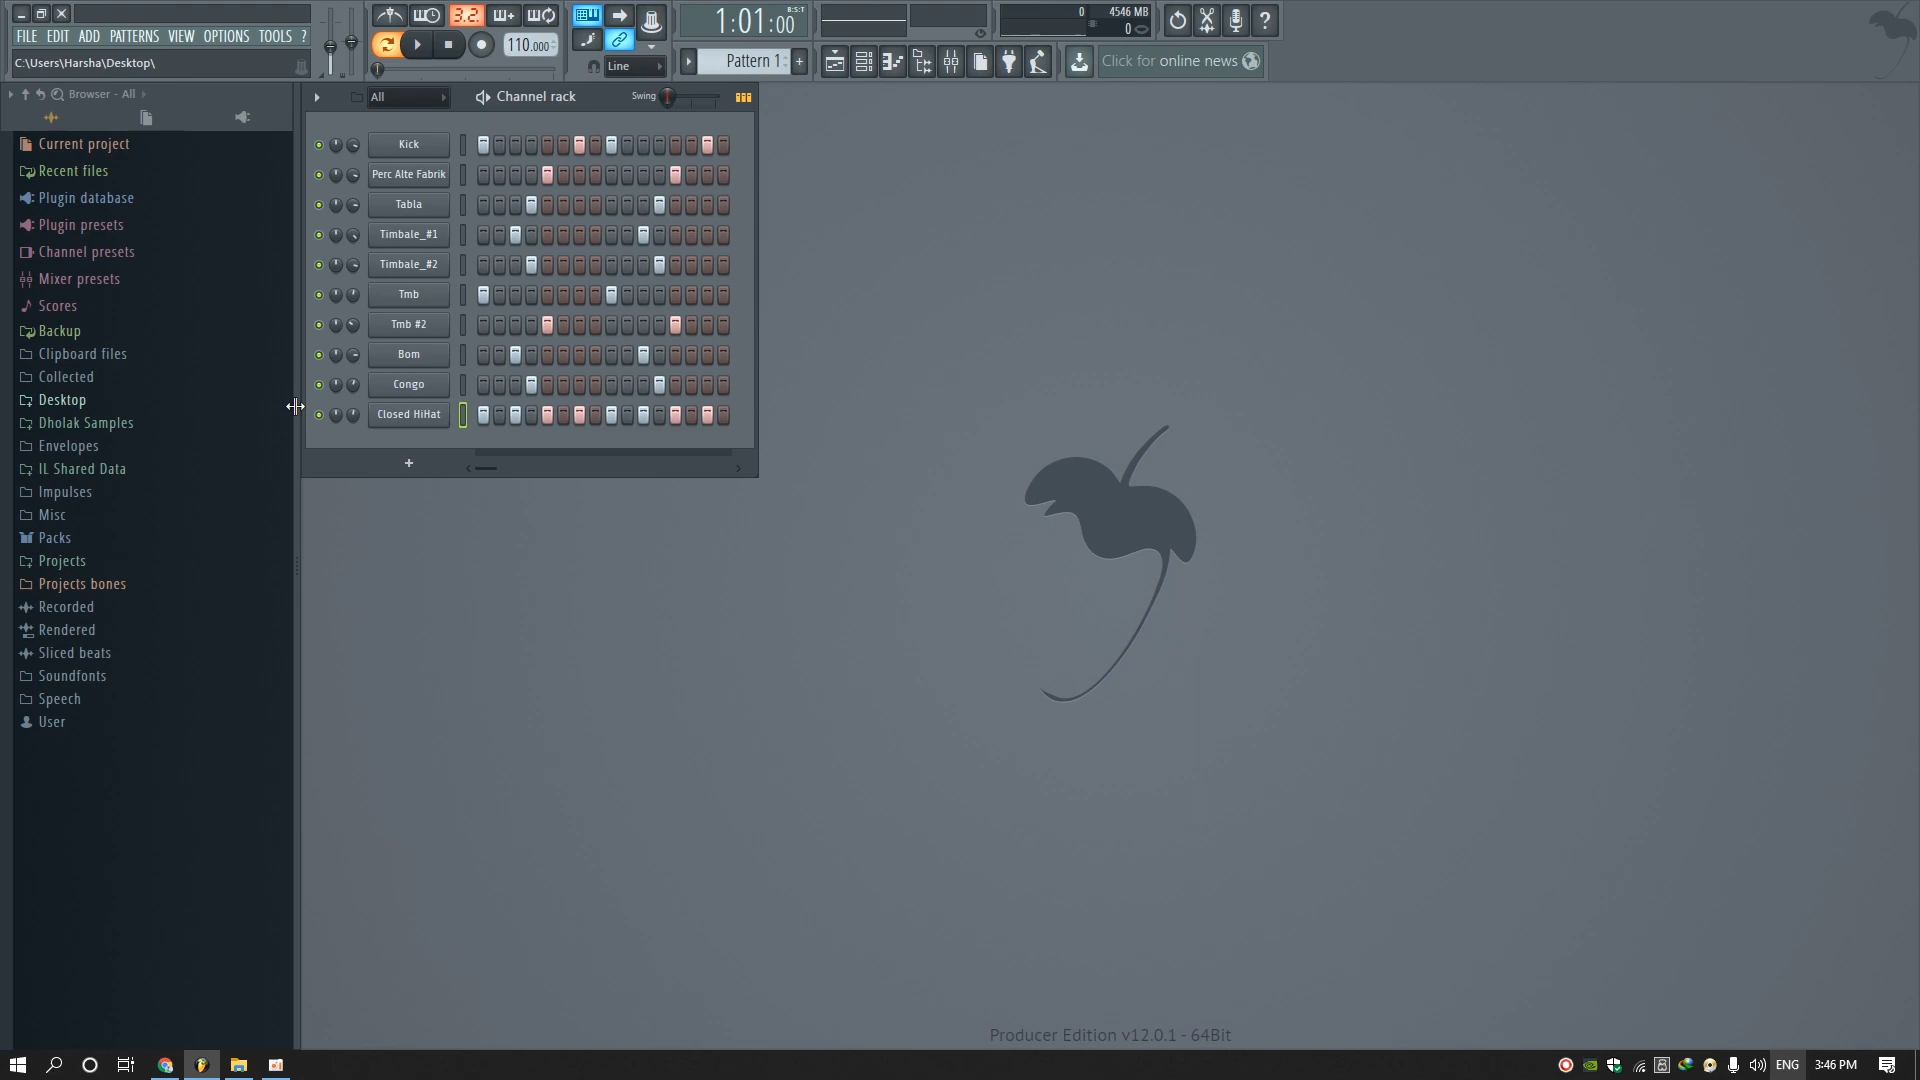 FILE EDIT ADD PATTERNS VIEW OPTIONS TOOLS ?
C:\Users\Harsha\Desktop\
3.2.
110.000
Line
1:01:00
B:S:T
Pattern 1
+
0
4546 MB
0
?
Click for online news
Browser - All
Current project
Recent files
Plugin database
Plugin presets
Channel presets
Mixer presets
Scores
Backup
Clipboard files
Collected
Desktop
Dholak Samples
Envelopes
IL Shared Data
Impulses
Misc
Packs
Projects
Projects bones
Recorded
Rendered
Sliced beats
Soundfonts
Speech
User
All
Channel rack
Swing
Kick
Perc Alte Fabrik
Tabla
Timbale_#1
Timbale_#2
Tmb
Tmb #2
Bom
Congo
Closed HiHat
+
Producer Edition v12.0.1 - 64Bit
ENG
3:46 PM